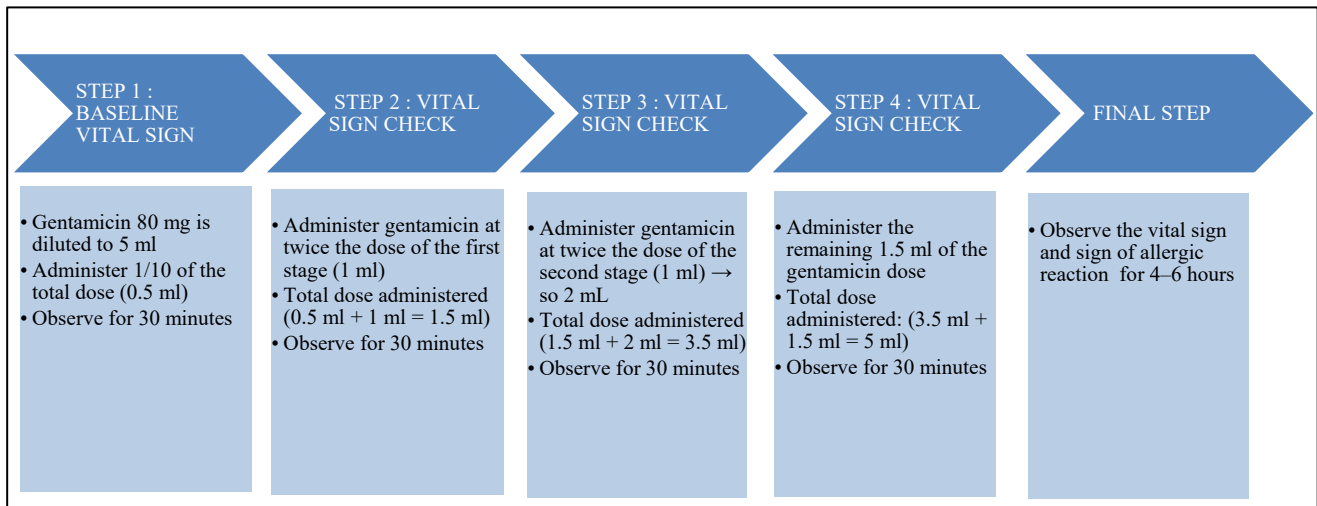 STEP 1 :
BASELINE
VITAL SIGN
STEP 2 : VITAL
SIGN CHECK
STEP 3 : VITAL
SIGN CHECK
STEP 4 : VITAL
SIGN CHECK
FINAL STEP
• Gentamicin 80 mg is
diluted to 5 ml
• Administer 1/10 of the
total dose (0.5 ml)
• Observe for 30 minutes
• Administer gentamicin at
twice the dose of the first
stage (1 ml)
• Total dose administered
(0.5 ml + 1 ml = 1.5 ml)
• Observe for 30 minutes
• Administer gentamicin
at twice the dose of the
second stage (1 ml) →
so 2 mL
• Total dose administered
(1.5 ml + 2 ml = 3.5 ml)
• Observe for 30 minutes
• Administer the
remaining 1.5 ml of the
gentamicin dose
• Total dose
administered: (3.5 ml +
1.5 ml = 5 ml)
• Observe for 30 minutes
• Observe the vital sign
and sign of allergic
reaction for 4–6 hours